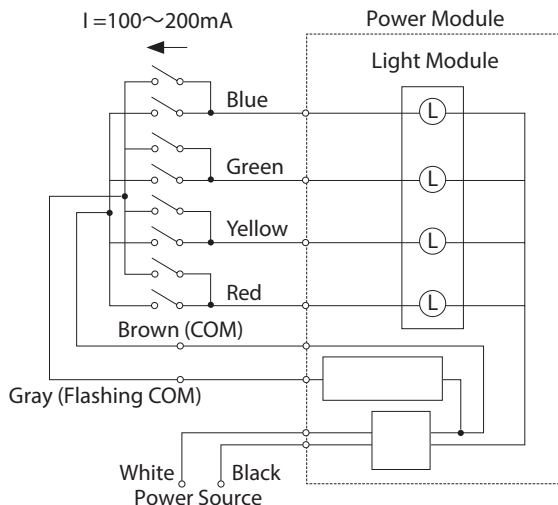 I =100～200mA
Power Module
Light Module
Blue
L
Green
L
Yellow
L
Red
L
Brown (COM)
Gray (Flashing COM)
White
Black
Power Source